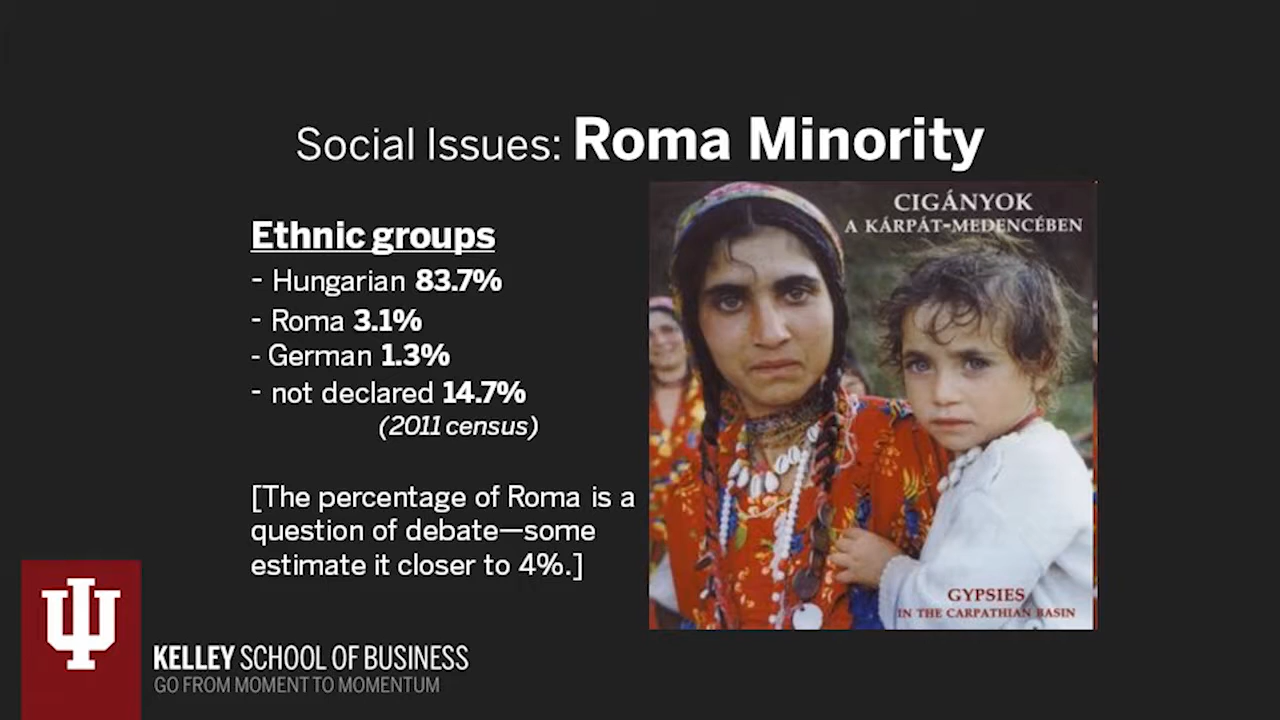 Social Issues: Roma Minority
Ethnic groups
- Hungarian 83.7%
- Roma 3.1%
- German 1.3%
- not declared 14.7%
(2011 census)
[The percentage of Roma is a
question of debate—some
estimate it closer to 4%.]
CIGÁNYOK
A KÁRPÁT-MEDENCÉBEN
GYPSIES
IN THE CARPATHIAN BASIN
KELLEY SCHOOL OF BUSINESS
GO FROM MOMENT TO MOMENTUM